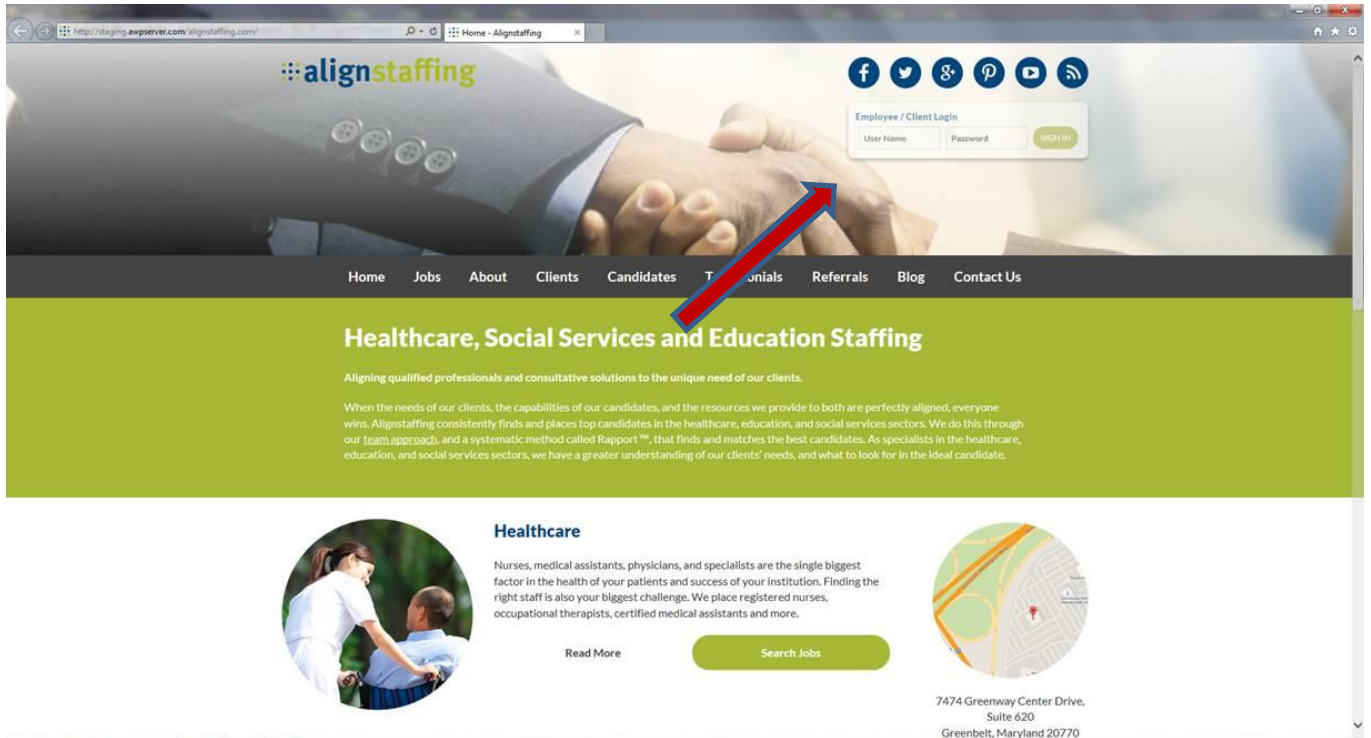 http://staging.awpserver.com/alignstaffing.com/
Home - Alignstaffing
alignstaffing
Employee / Client Login
User Name Password SIGN IN
Home Jobs About Clients Candidates Referrals Blog Contact Us
Healthcare, Social Services and Education Staffing
Aligning qualified professionals and consultative solutions to the unique need of our clients.
When the needs of our clients, the capabilities of our candidates, and the resources we provide to both are perfectly aligned, everyone
wins. Alignstaffing consistently finds and places top candidates in the healthcare, education, and social services sectors. We do this through
our team approach, and a systematic method called Rapport™, that finds and matches the best candidates. As specialists in the healthcare,
education, and social services sectors, we have a greater understanding of our clients' needs, and what to look for in the ideal candidate.
Healthcare
Nurses, medical assistants, physicians, and specialists are the single biggest
factor in the health of your patients and success of your institution. Finding the
right staff is also your biggest challenge. We place registered nurses,
occupational therapists, certified medical assistants and more.
Read More Search Jobs
7474 Greenway Center Drive,
Suite 620
Greenbelt, Maryland 20770